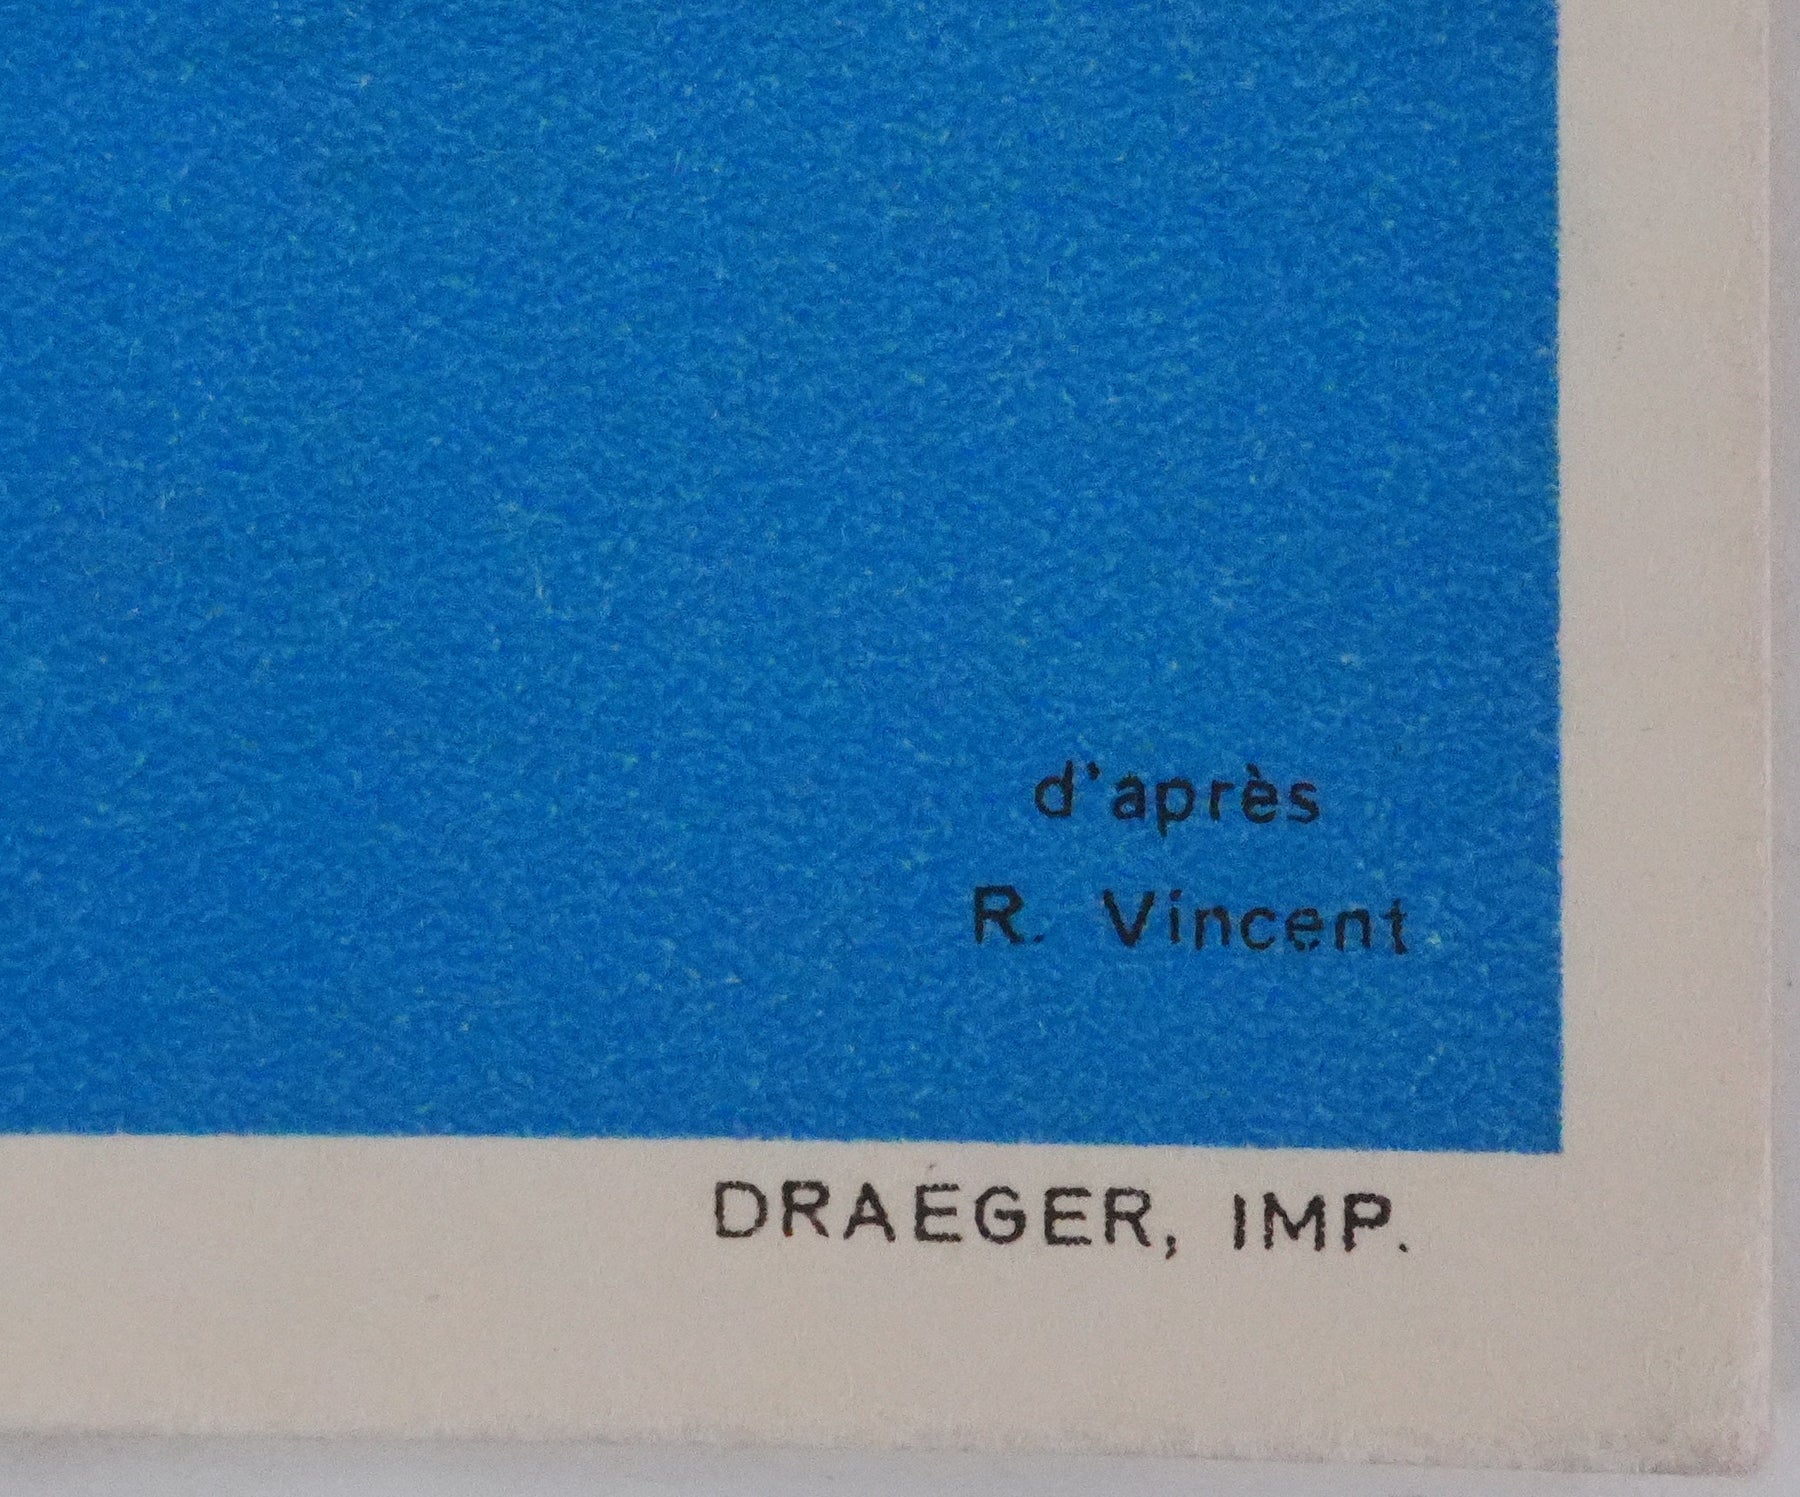 d'après
R. Vincent
DRAEGER, IMP.